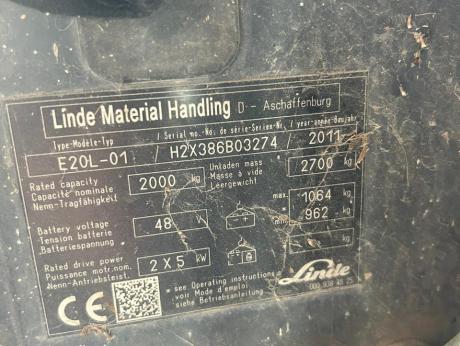 Linde Material Handling D - Aschaffenburg
Type-Modèle-Typ / Serial no.-No. de série-Serien-Nr. / year-année-Baujahr
E20L-01 / H2X386B03274 / 2011
Rated capacity
Capacité nominale
Nenn-Tragfähigkeit
2000 kg
Unladen mass
Masse à vide
Leergewicht
2700 kg
Battery voltage
Tension batterie
Batteriespannung
48 V
max. 1064 kg
* min. 962 kg
kg
Rated drive power
Puissance motr.nom.
Nenn-Antriebsleist.
2 X 5 kW
* see Operating instructions
voir Mode d'emploi
siehe Betriebsanleitung
CE
Linde